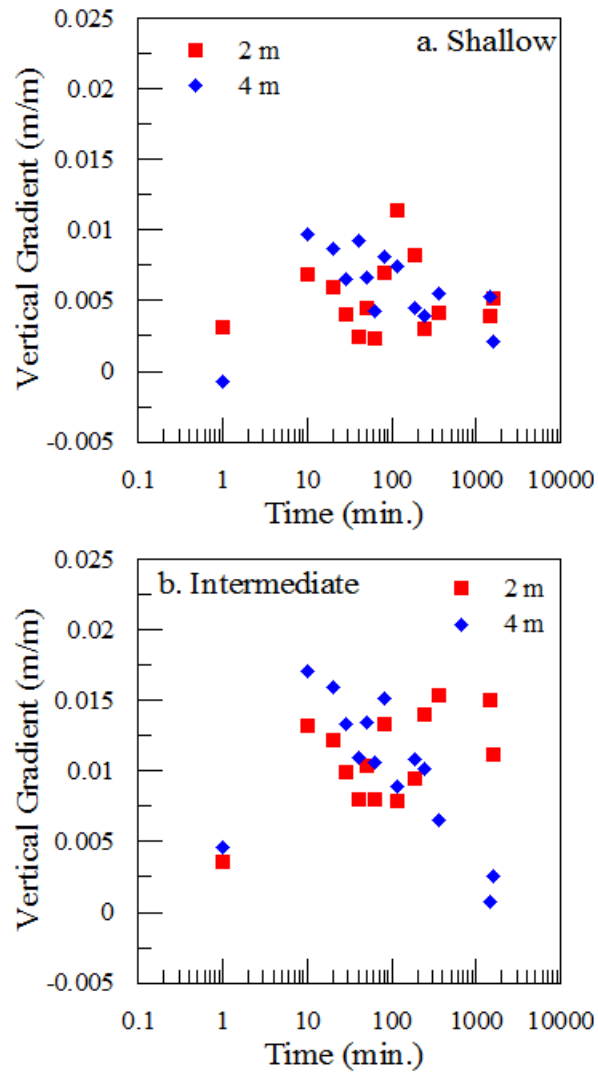 0.025
a. Shallow
2 m
0.02
4 m
0.015
0.01
0.005
0
-0.005
Vertical Gradient (m/m)
0.1 1 10 100 1000 10000
Time (min.)
0.025
b. Intermediate
2 m
0.02
4 m
0.015
0.01
0.005
0
-0.005
Vertical Gradient (m/m)
0.1 1 10 100 1000 10000
Time (min.)